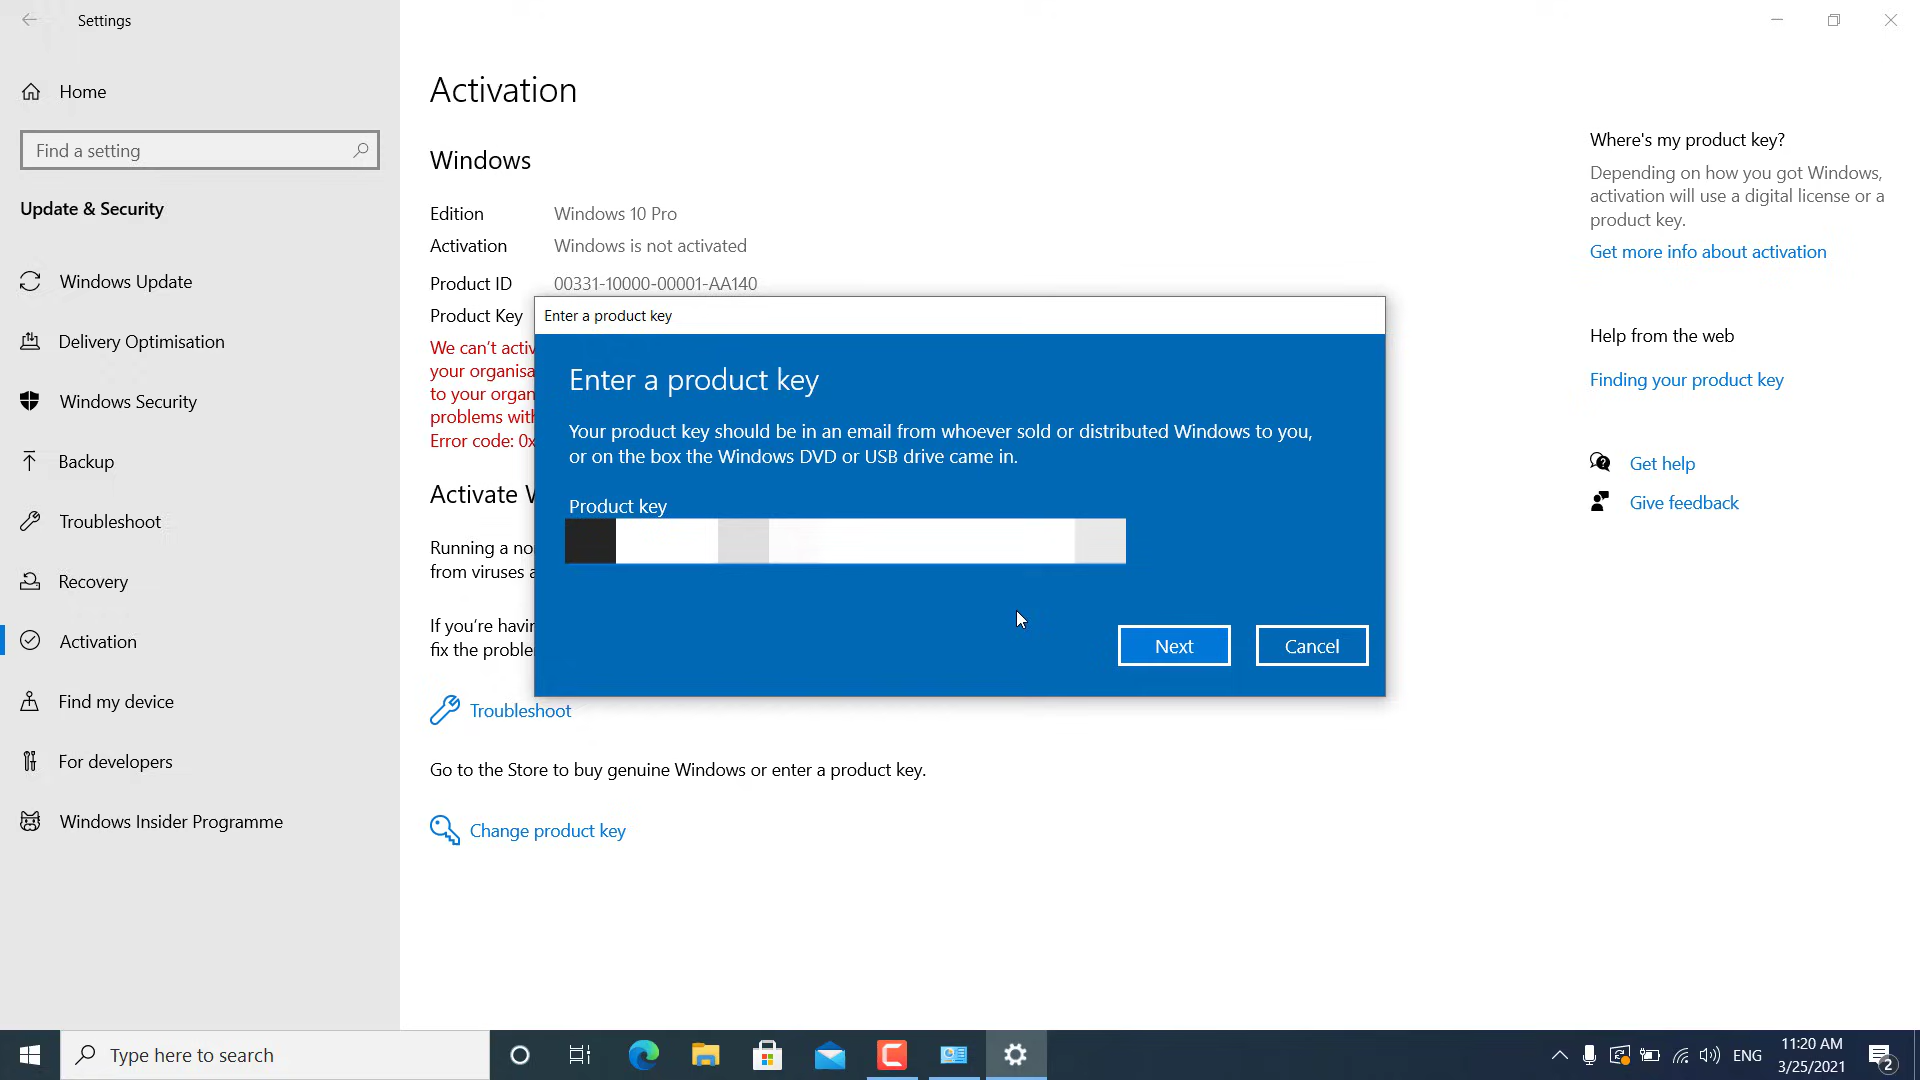 Settings
Home
Find a setting
Update & Security
Windows Update
Delivery Optimisation
Windows Security
Backup
Troubleshoot
Recovery
Activation
Find my device
For developers
Windows Insider Programme
Activation
Windows
Edition Windows 10 Pro
Activation Windows is not activated
Product ID 00331-10000-00001-AA140
Product Key
We can't
your
to your
problems
Error code:
Activate
Running a
from viruses
If you're
fix the
Troubleshoot
Go to the Store to buy genuine Windows or enter a product key.
Change product key
Enter a product key
Enter a product key
Your product key should be in an email from whoever sold or distributed Windows to you,
or on the box the Windows DVD or USB drive came in.
Product key
Next Cancel
Where's my product key?
Depending on how you got Windows,
activation will use a digital license or a
product key.
Get more info about activation
Help from the web
Finding your product key
Get help
Give feedback
Type here to search
ENG
11:20 AM
3/25/2021
2